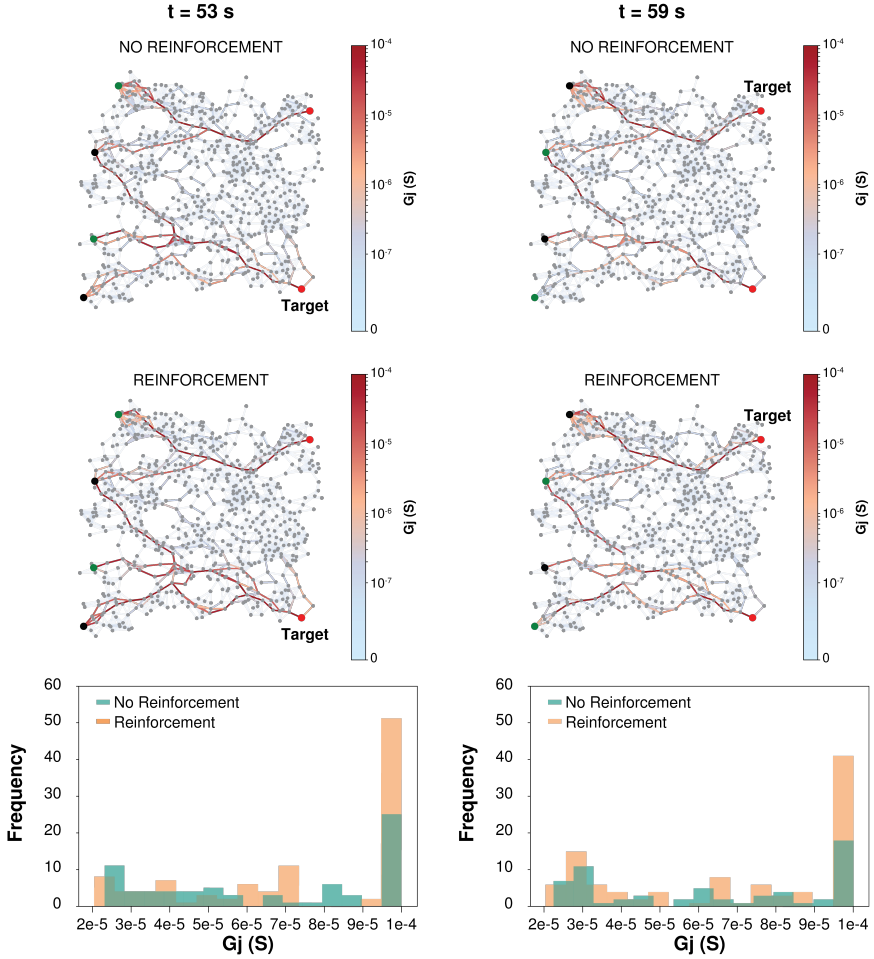 t = 53 s
t = 59 s
NO REINFORCEMENT
NO REINFORCEMENT
10-4
10-5
10-6
10-7
0
Gj (S)
Target
10-4
10-5
10-6
10-7
0
Gj (S)
Target
REINFORCEMENT
REINFORCEMENT
10-4
10-5
10-6
10-7
0
Gj (S)
Target
10-4
10-5
10-6
10-7
0
Gj (S)
Target
60
50
40
30
20
10
0
Frequency
No Reinforcement
Reinforcement
2e-5 3e-5 4e-5 5e-5 6e-5 7e-5 8e-5 9e-5 1e-4
Gj (S)
60
50
40
30
20
10
0
Frequency
No Reinforcement
Reinforcement
2e-5 3e-5 4e-5 5e-5 6e-5 7e-5 8e-5 9e-5 1e-4
Gj (S)